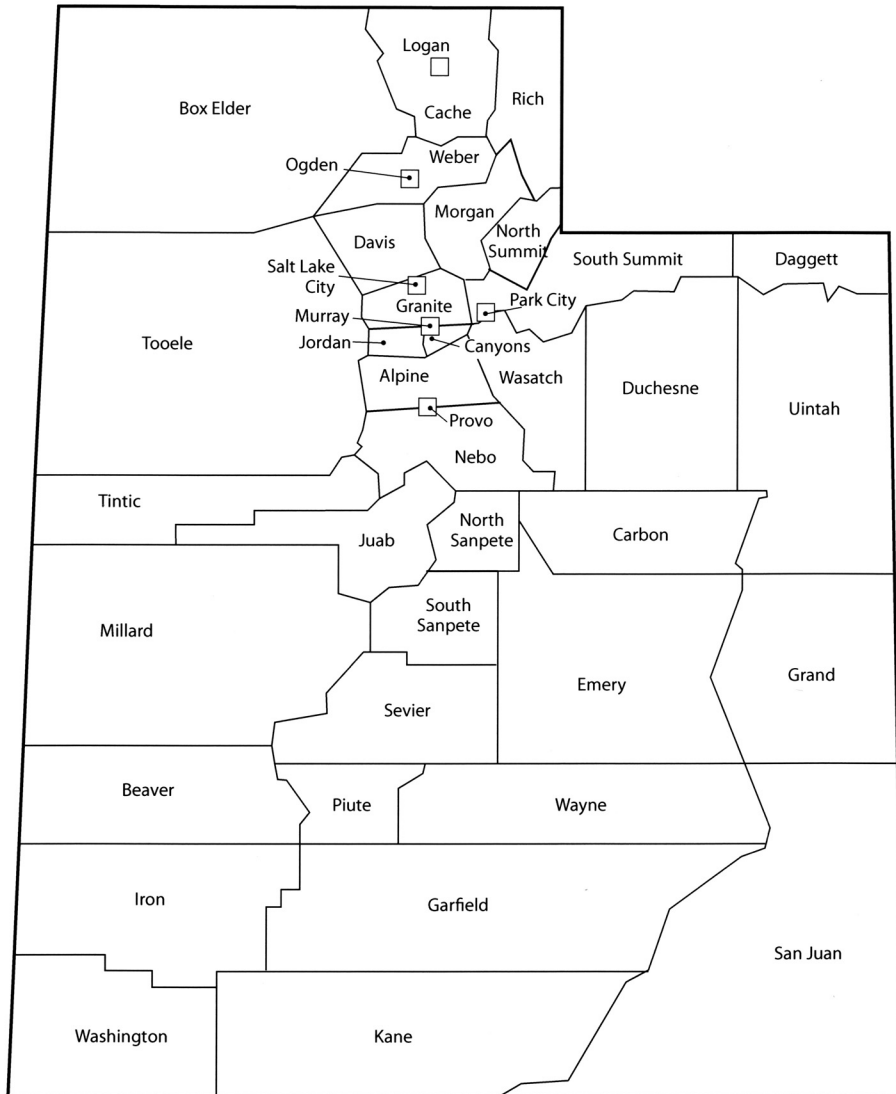 Logan
Box Elder
Rich
Cache
Weber
Ogden
Morgan
North
Summit
Davis
South Summit
Daggett
Salt Lake
City
Park City
Granite
Murray
Tooele
Jordan
Canyons
Alpine
Wasatch
Duchesne
Uintah
Provo
Nebo
Tintic
Juab
North
Sanpete
Carbon
Millard
South
Sanpete
Emery
Grand
Sevier
Beaver
Piute
Wayne
Iron
Garfield
San Juan
Washington
Kane